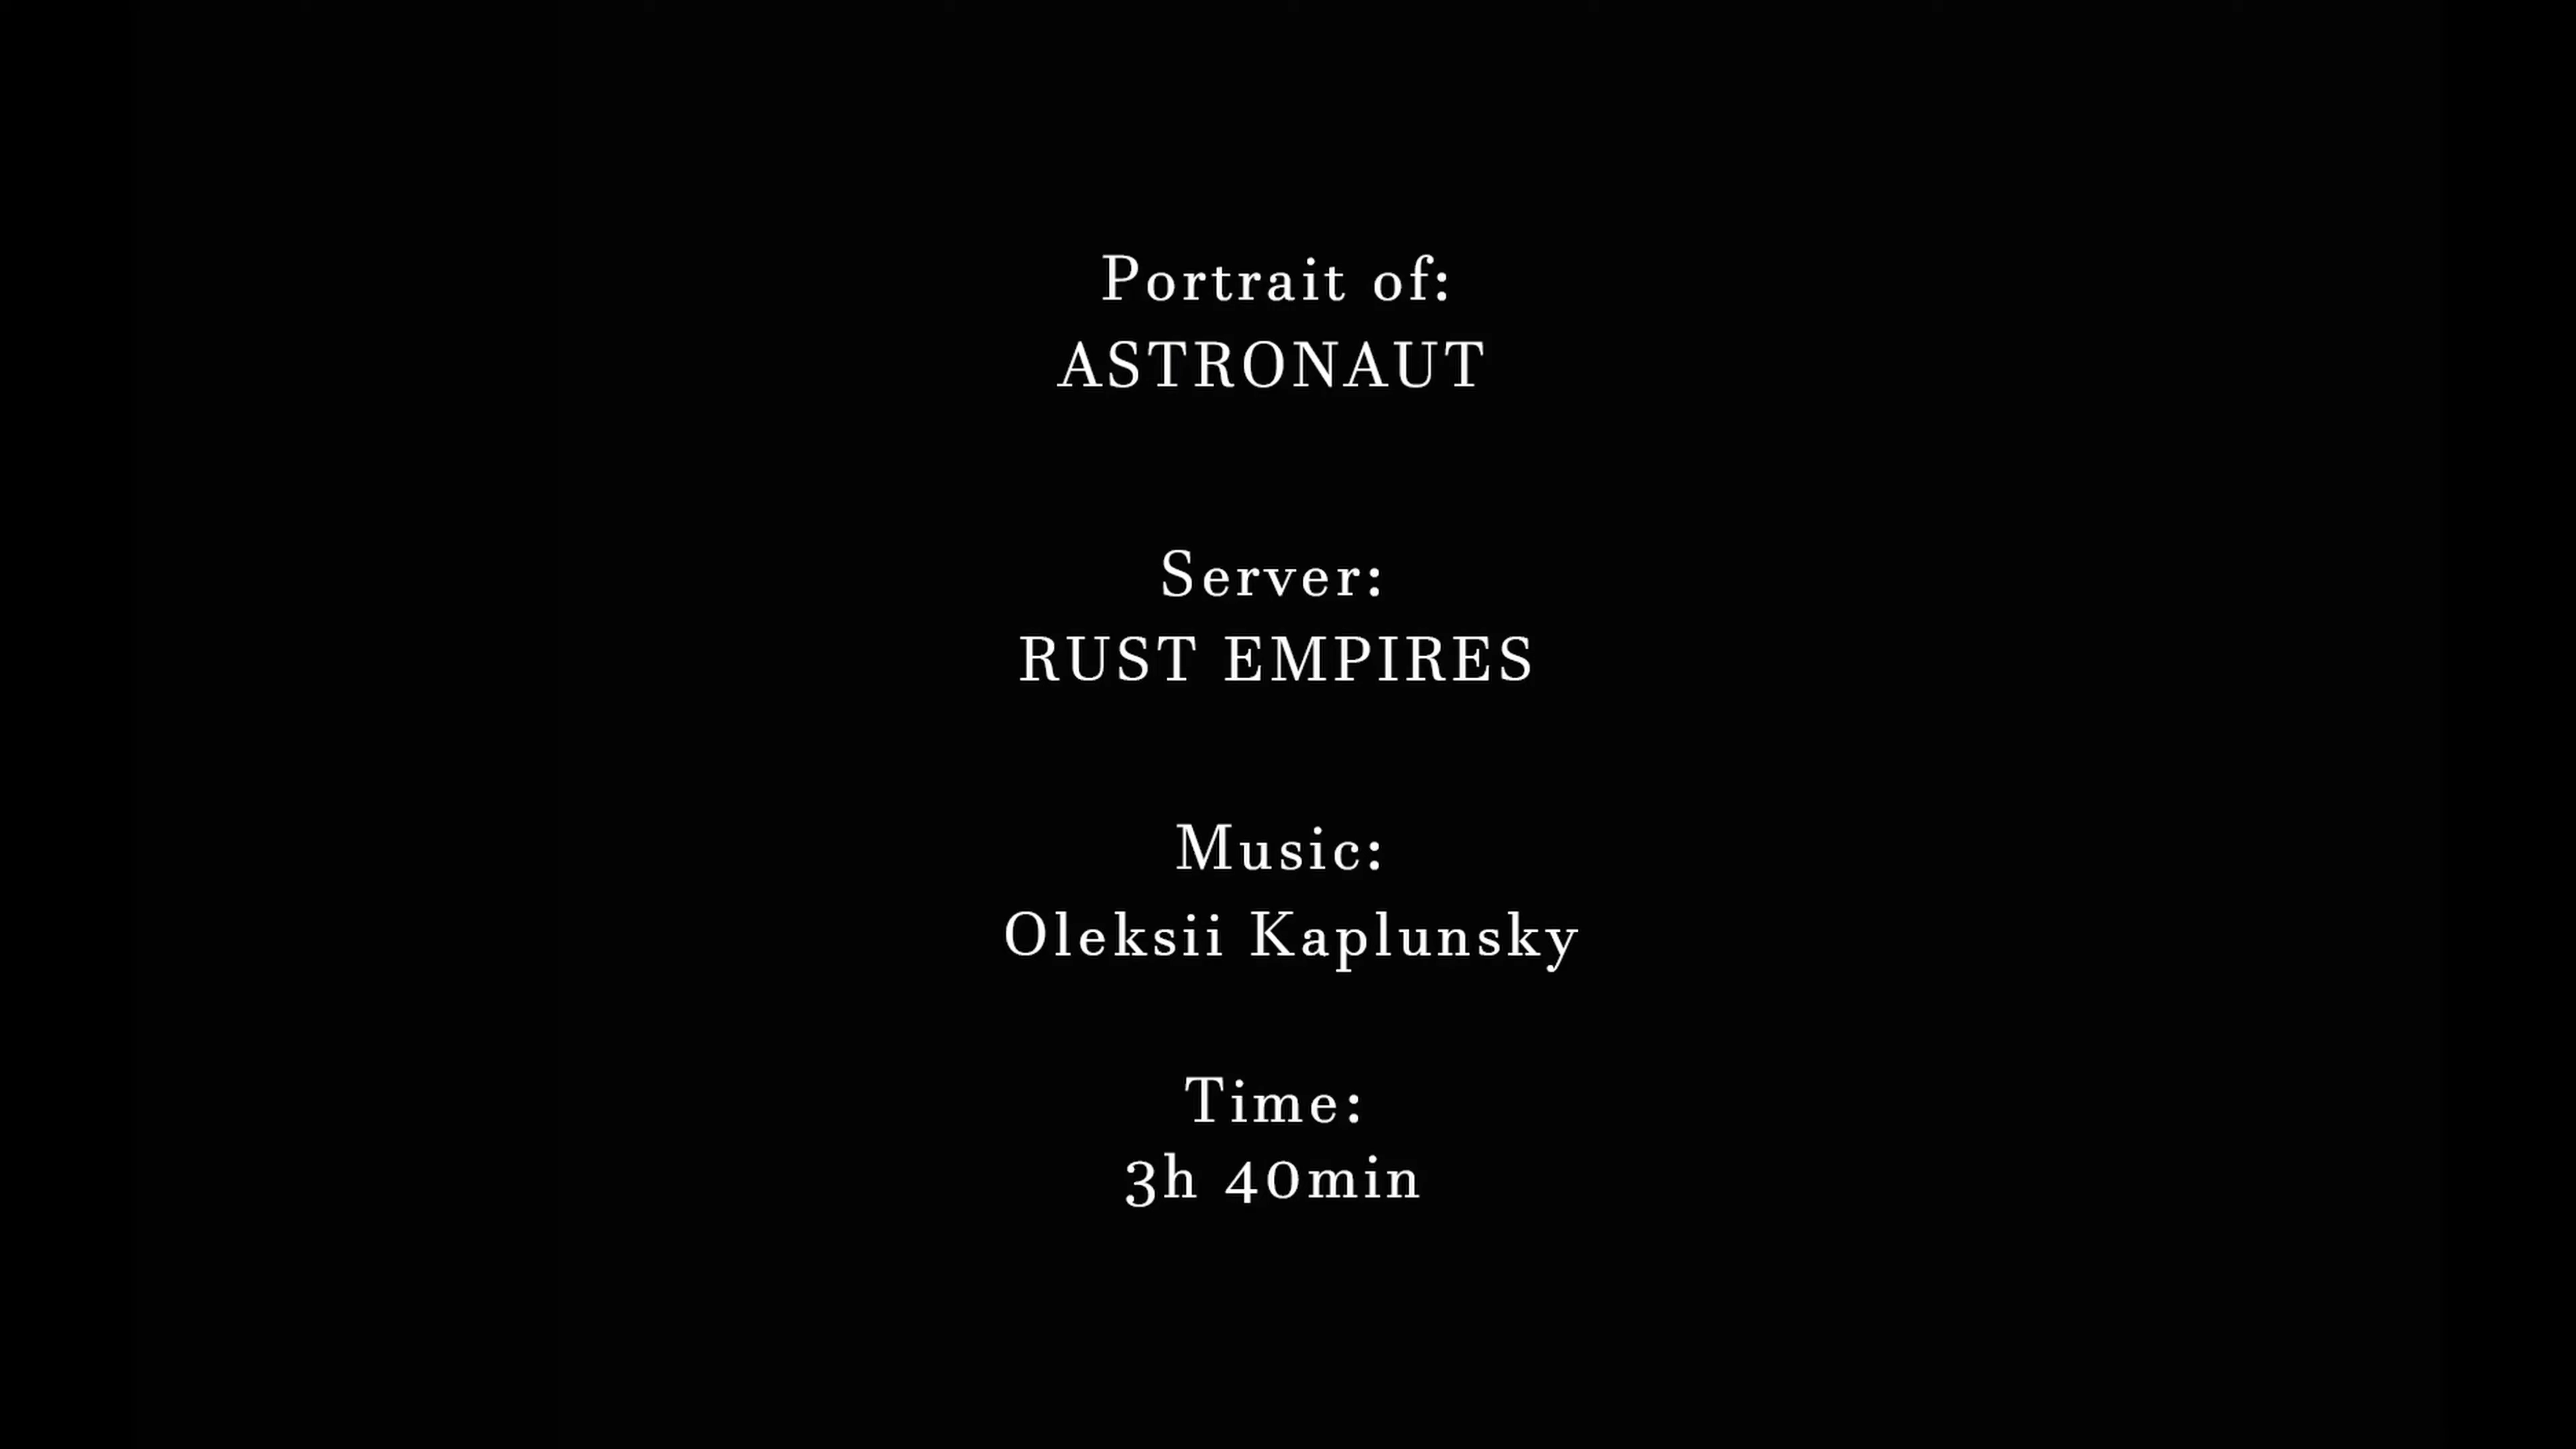 Portrait of:
ASTRONAUT
Server:
RUST EMPIRES
Music:
Oleksii Kaplunsky
Time:
3h 40min